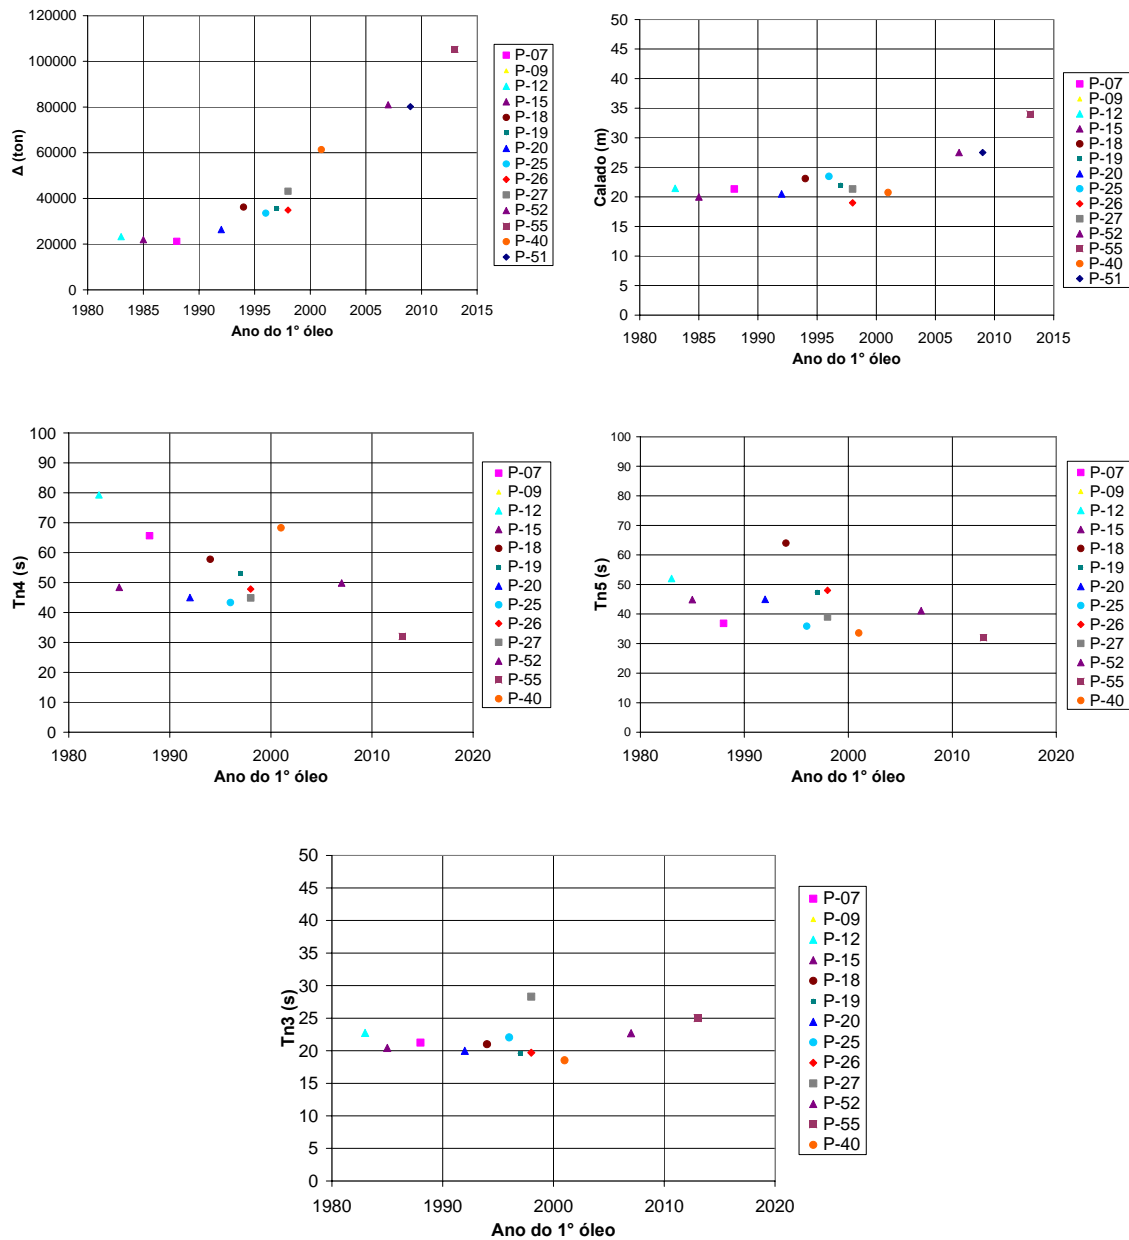 120000
100000
80000
60000
40000
20000
0
Δ (ton)
1980 1985 1990 1995 2000 2005 2010 2015
Ano do 1° óleo
P-07
P-09
P-12
P-15
P-18
P-19
P-20
P-25
P-26
P-27
P-52
P-55
P-40
P-51
50
45
40
35
30
25
20
15
10
5
0
Calado (m)
1980 1985 1990 1995 2000 2005 2010 2015
Ano do 1° óleo
P-07
P-09
P-12
P-15
P-18
P-19
P-20
P-25
P-26
P-27
P-52
P-55
P-40
P-51
100
90
80
70
60
50
40
30
20
10
0
Tn4 (s)
1980 1990 2000 2010 2020
Ano do 1° óleo
P-07
P-09
P-12
P-15
P-18
P-19
P-20
P-25
P-26
P-27
P-52
P-55
P-40
100
90
80
70
60
50
40
30
20
10
0
Tn5 (s)
1980 1990 2000 2010 2020
Ano do 1° óleo
P-07
P-09
P-12
P-15
P-18
P-19
P-20
P-25
P-26
P-27
P-52
P-55
P-40
50
45
40
35
30
25
20
15
10
5
0
Tn3 (s)
1980 1990 2000 2010 2020
Ano do 1° óleo
P-07
P-09
P-12
P-15
P-18
P-19
P-20
P-25
P-26
P-27
P-52
P-55
P-40